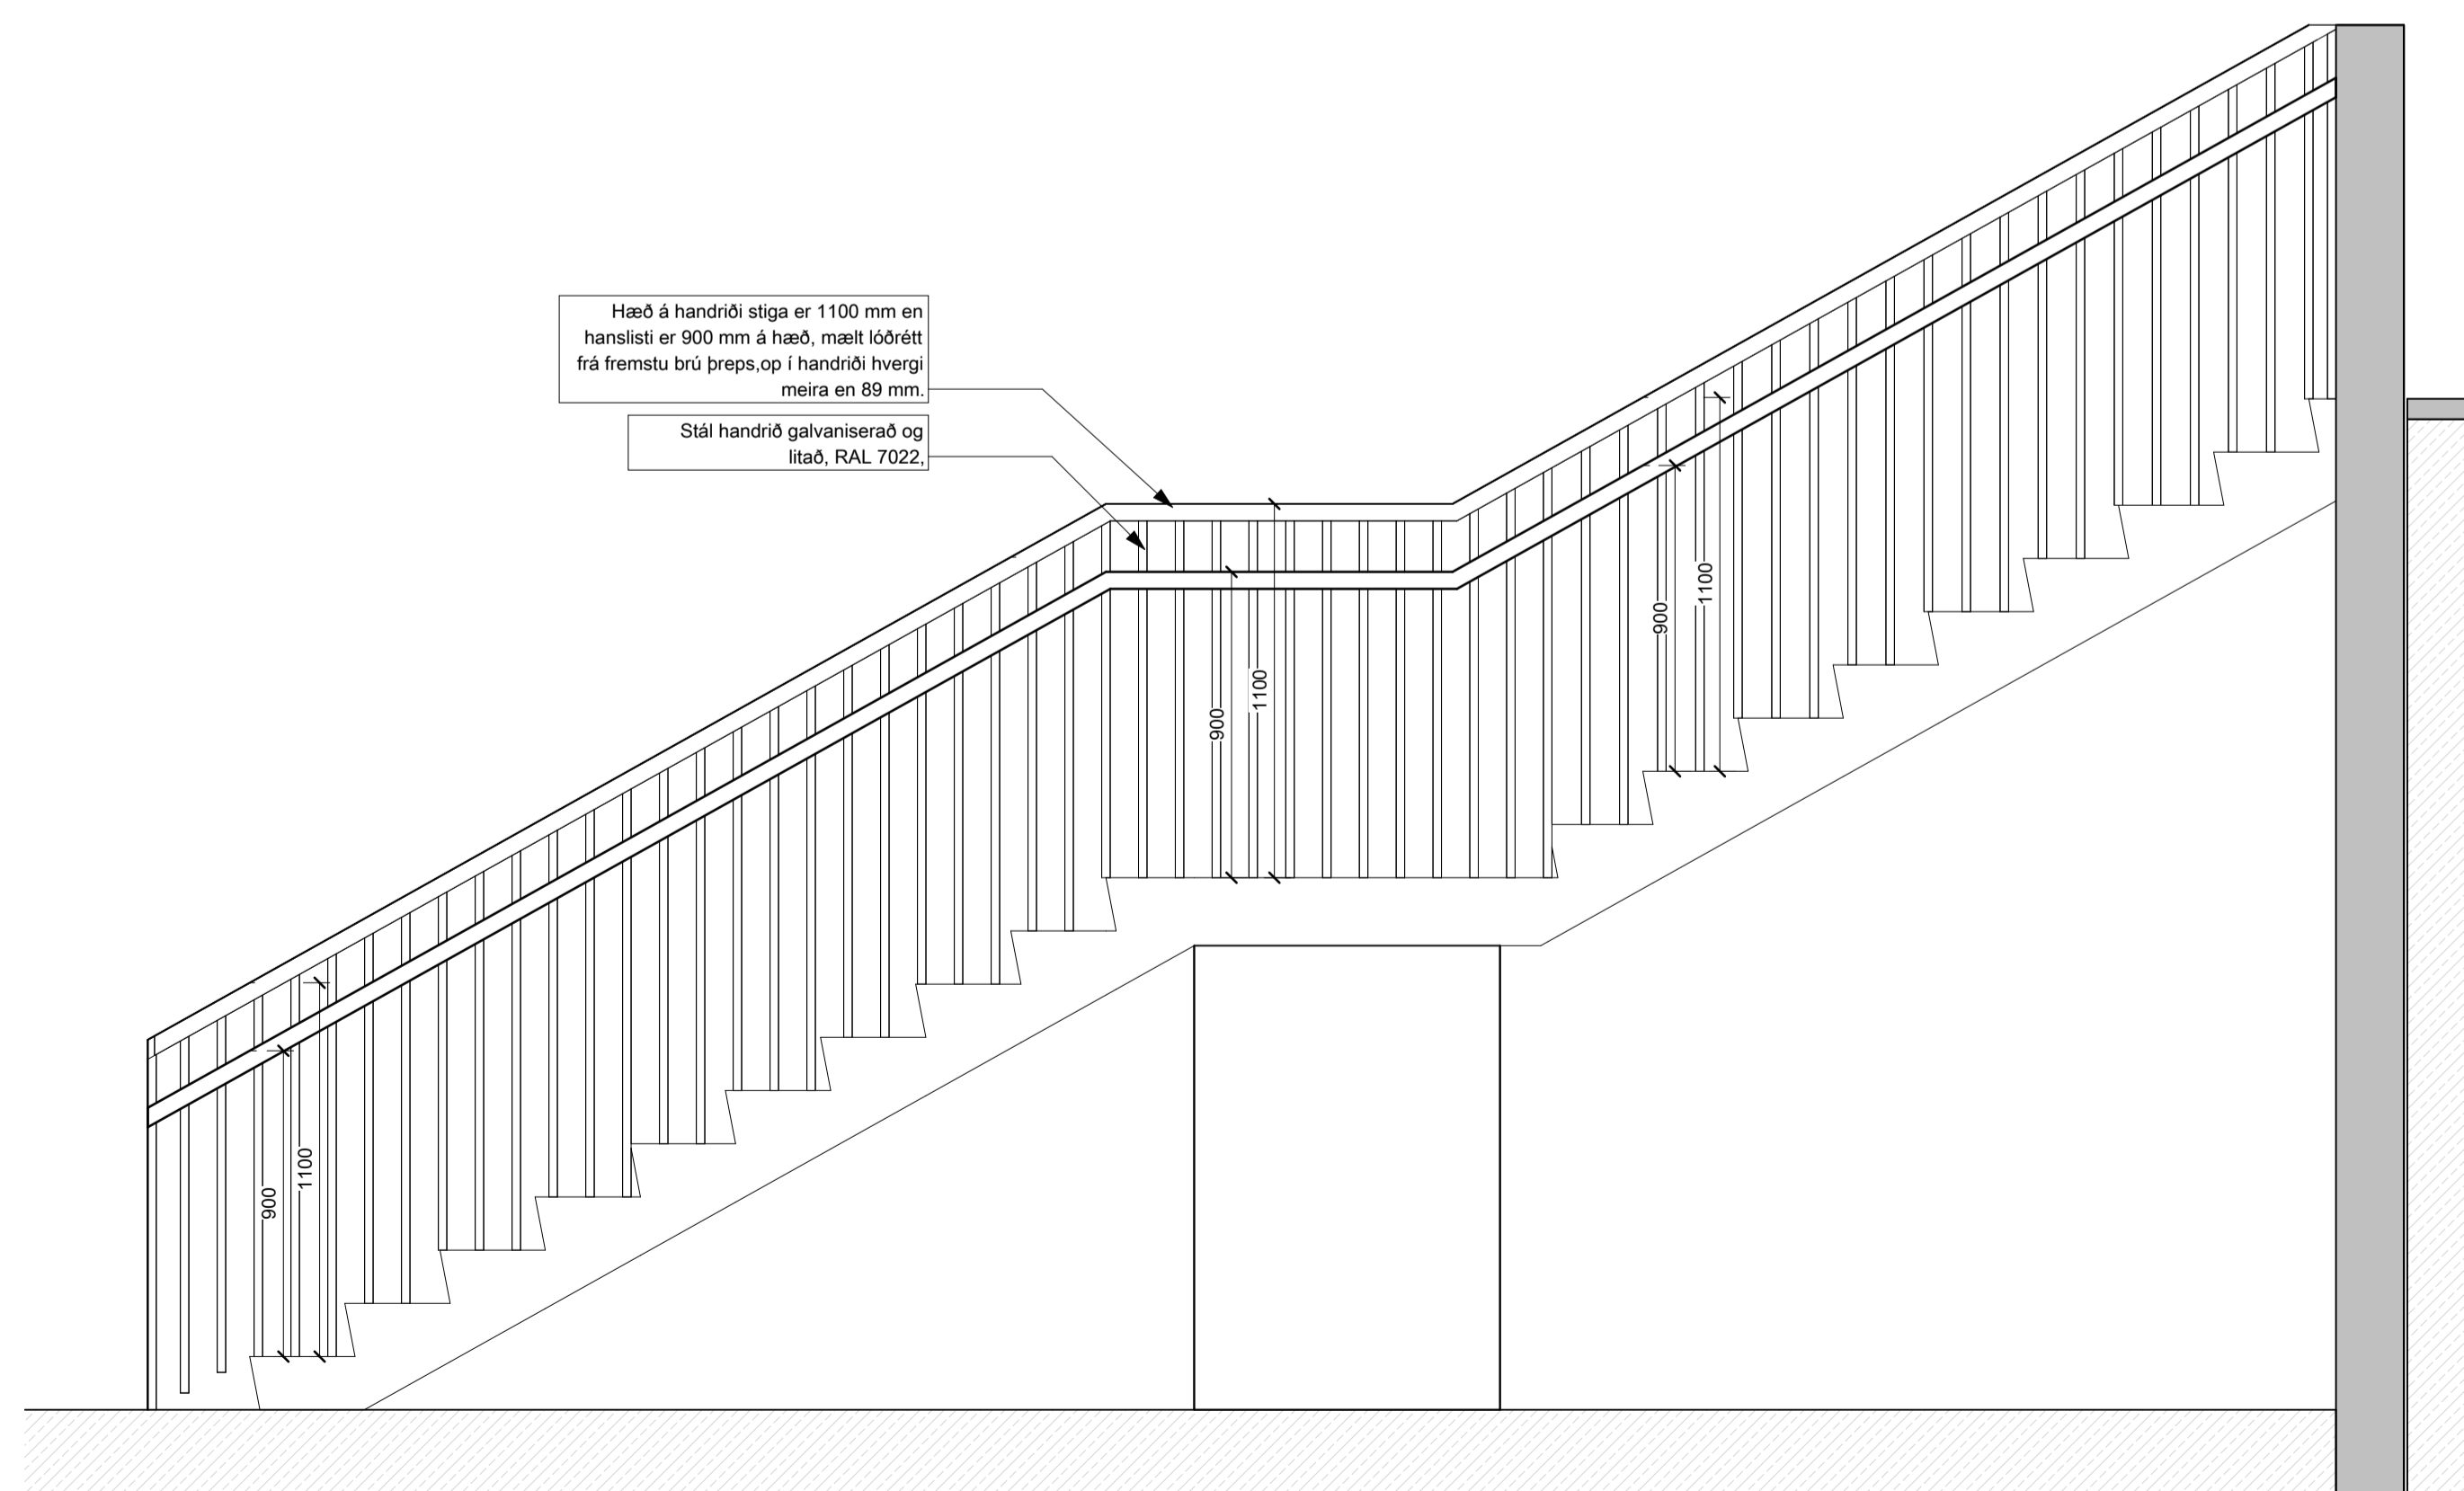 Hæð á handriði stiga er 1100 mm en
hanslisti er 900 mm á hæð, mælt lóðrétt
frá fremstu brú þreps,op í handriði hvergi
meira en 89 mm.
Stál handrið galvaniserað og
litað, RAL 7022,
900
1100
900
1100
900
1100